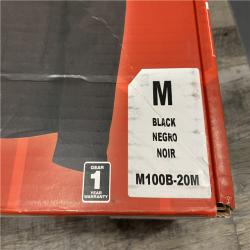 M
BLACK
NEGRO
NOIR
M100B-20M
GEAR
1
YEAR
WARRANTY